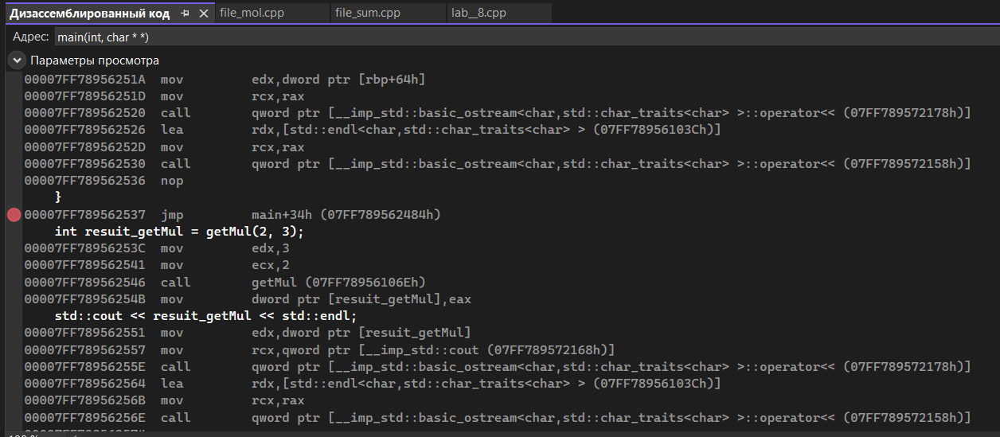 Дизассемблированный код file_mol.cpp file_sum.cpp lab__8.cpp
Адрес: main(int, char * *)
Параметры просмотра
00007FF78956251A mov edx,dword ptr [rbp+64h]
00007FF78956251D mov rcx,rax
00007FF789562520 call qword ptr [__imp_std::basic_ostream<char,std::char_traits<char> >::operator<< (07FF789572178h)]
00007FF789562526 lea rdx,[std::endl<char,std::char_traits<char> > (07FF78956103Ch)]
00007FF78956252D mov rcx,rax
00007FF789562530 call qword ptr [__imp_std::basic_ostream<char,std::char_traits<char> >::operator<< (07FF789572158h)]
00007FF789562536 nop
}
00007FF789562537 jmp main+34h (07FF789562484h)
int resuit_getMul = getMul(2, 3);
00007FF78956253C mov edx,3
00007FF789562541 mov ecx,2
00007FF789562546 call getMul (07FF78956106Eh)
00007FF78956254B mov dword ptr [resuit_getMul],eax
std::cout << resuit_getMul << std::endl;
00007FF789562551 mov edx,dword ptr [resuit_getMul]
00007FF789562557 mov rcx,qword ptr [__imp_std::cout (07FF789572168h)]
00007FF78956255E call qword ptr [__imp_std::basic_ostream<char,std::char_traits<char> >::operator<< (07FF789572178h)]
00007FF789562564 lea rdx,[std::endl<char,std::char_traits<char> > (07FF78956103Ch)]
00007FF78956256B mov rcx,rax
00007FF78956256E call qword ptr [__imp_std::basic_ostream<char,std::char_traits<char> >::operator<< (07FF789572158h)]